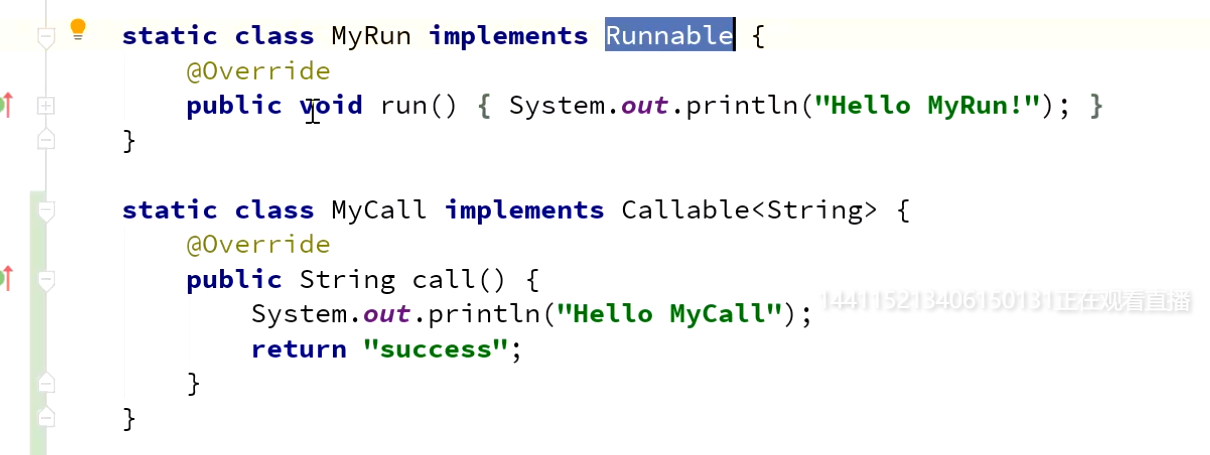 static class MyRun implements Runnable {
@Override
public void run() { System.out.println("Hello MyRun!"); }
}
static class MyCall implements Callable<String> {
@Override
public String call() {
System.out.println("Hello MyCall");
144115213406150131正在观看直播
return "success";
}
}